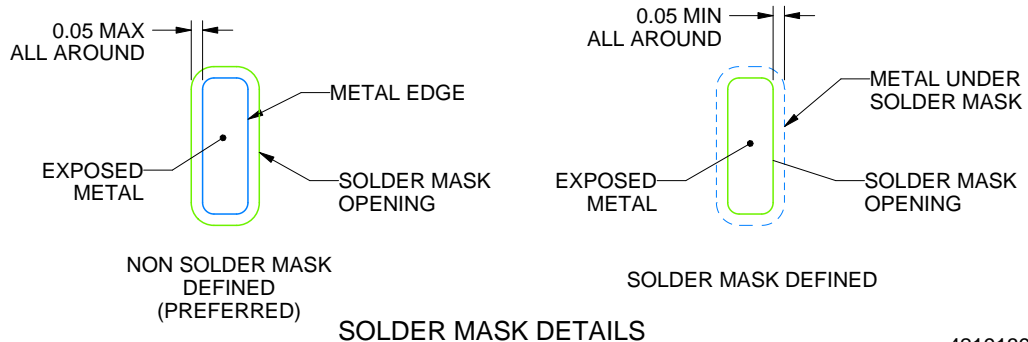 0.05 MAX
ALL AROUND
METAL EDGE
EXPOSED
METAL
SOLDER MASK
OPENING
NON SOLDER MASK
DEFINED
(PREFERRED)
0.05 MIN
ALL AROUND
METAL UNDER
SOLDER MASK
EXPOSED
METAL
SOLDER MASK
OPENING
SOLDER MASK DEFINED
SOLDER MASK DETAILS